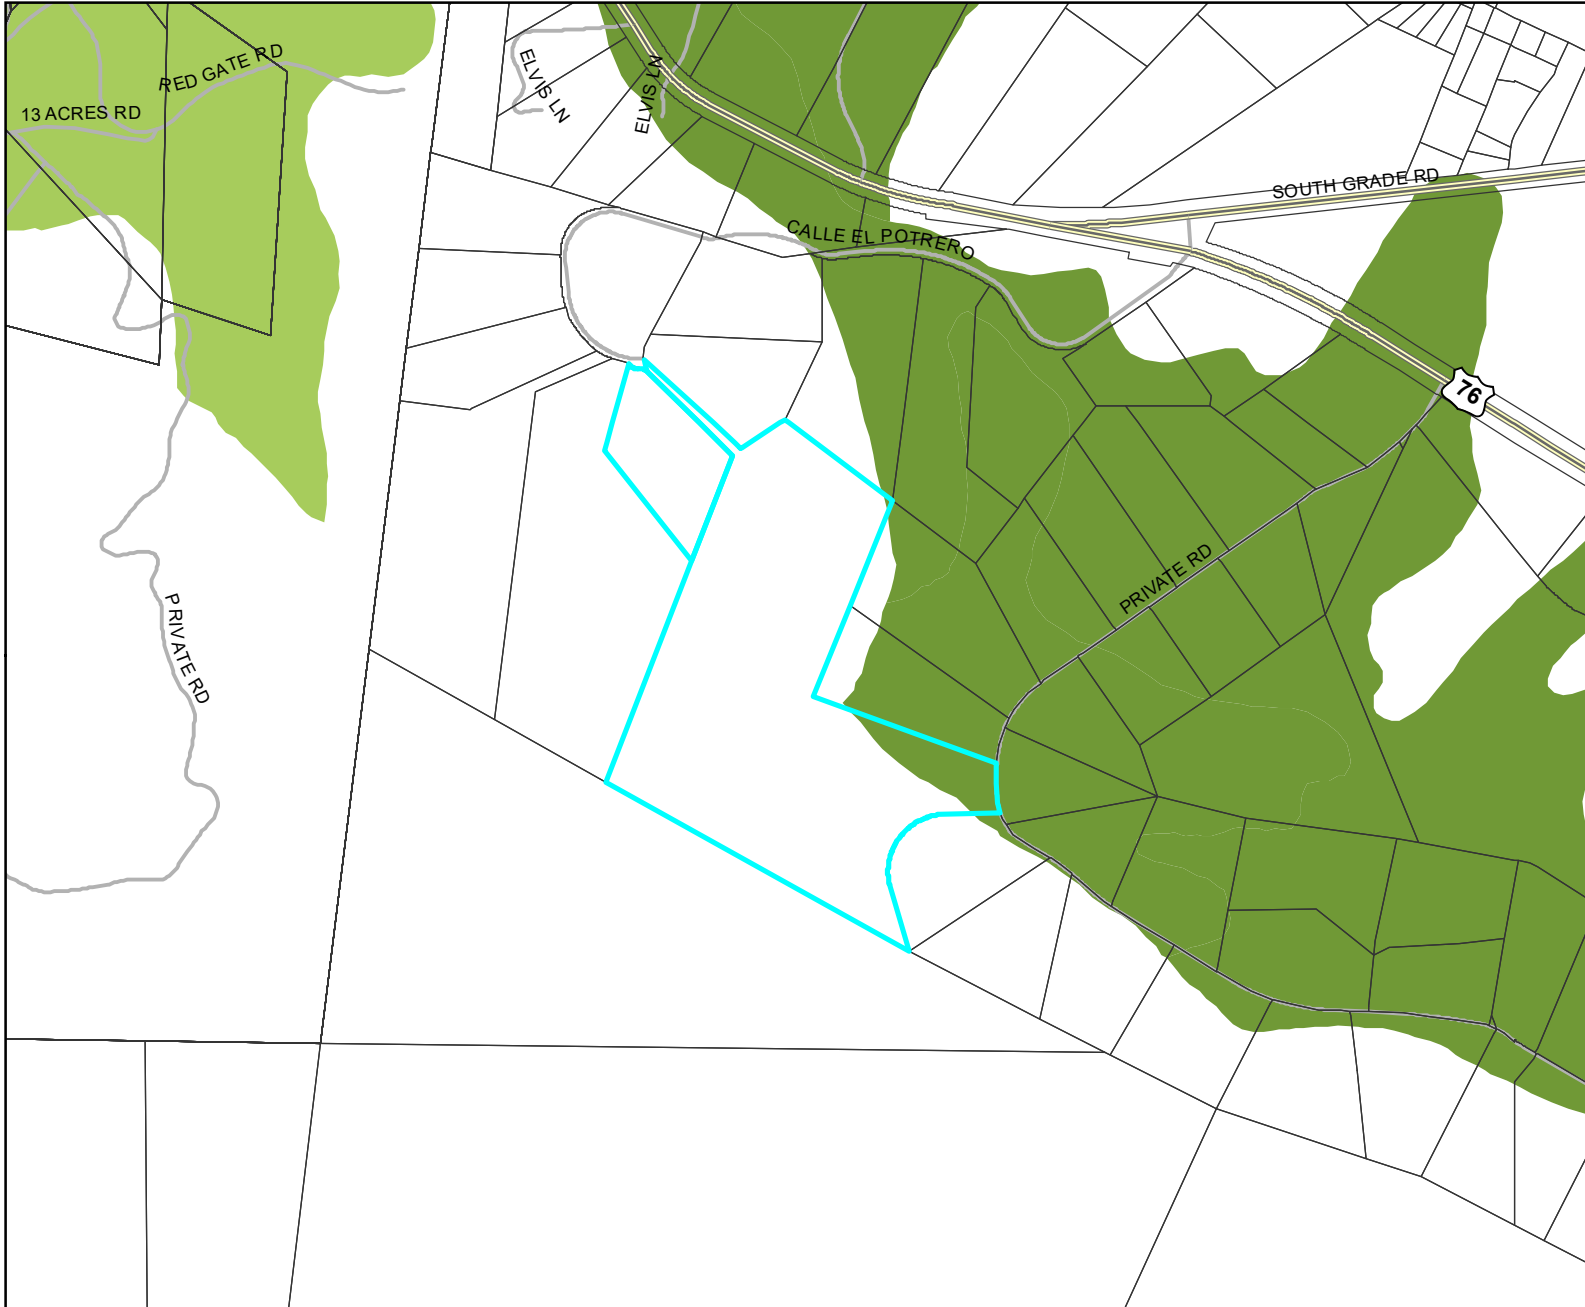 RED GATE RD
13 ACRES RD
ELVIS LN
ELVIS LN
SOUTH GRADE RD
CALLE EL POTRERO
76
PRIVATE RD
PRIVATE RD